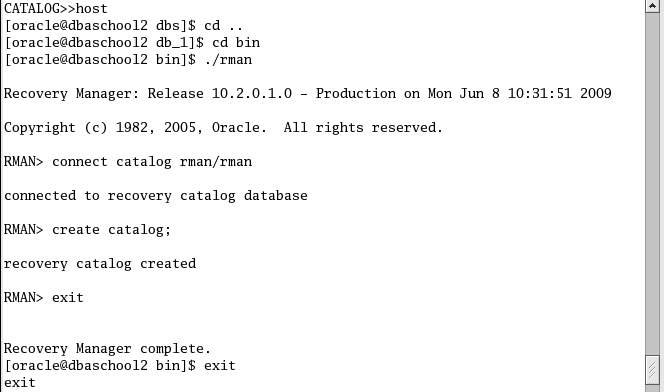 CATALOG>>host
[oracle@dbaschool2 dbs]$ cd ..
[oracle@dbaschool2 db_1]$ cd bin
[oracle@dbaschool2 bin]$ ./rman
Recovery Manager: Release 10.2.0.1.0 - Production on Mon Jun 8 10:31:51 2009
Copyright (c) 1982, 2005, Oracle.  All rights reserved.
RMAN> connect catalog rman/rman
connected to recovery catalog database
RMAN> create catalog;
recovery catalog created
RMAN> exit
Recovery Manager complete.
[oracle@dbaschool2 bin]$ exit
exit